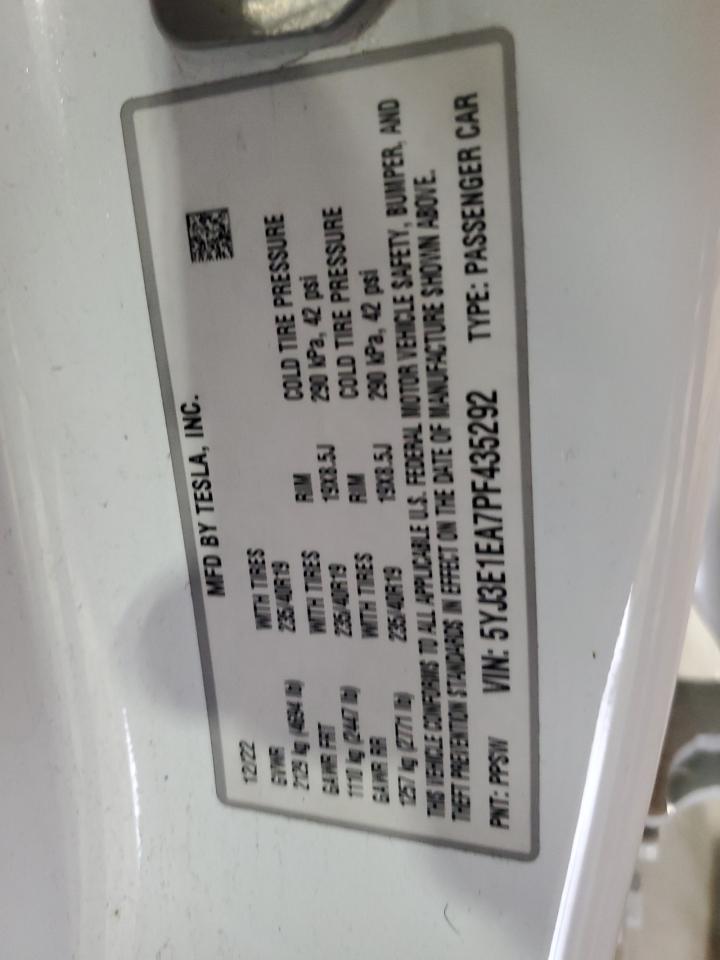 MFD BY TESLA, INC.
12/22
GVWR WITH TIRES RIM COLD TIRE PRESSURE
2129 kg (4694 lb) 235/40R19 19X8.5J 290 kPa, 42 psi
GAWR FRT WITH TIRES RIM COLD TIRE PRESSURE
1110 kg (2447 lb) 235/40R19 19X8.5J 290 kPa, 42 psi
GAWR RR WITH TIRES
1257 kg (2771 lb) 235/40R19
THIS VEHICLE CONFORMS TO ALL APPLICABLE U.S. FEDERAL MOTOR VEHICLE SAFETY, BUMPER, AND
THEFT PREVENTION STANDARDS IN EFFECT ON THE DATE OF MANUFACTURE SHOWN ABOVE.
PNT: PPSW VIN: 5YJ3E1EA7PF435292 TYPE: PASSENGER CAR